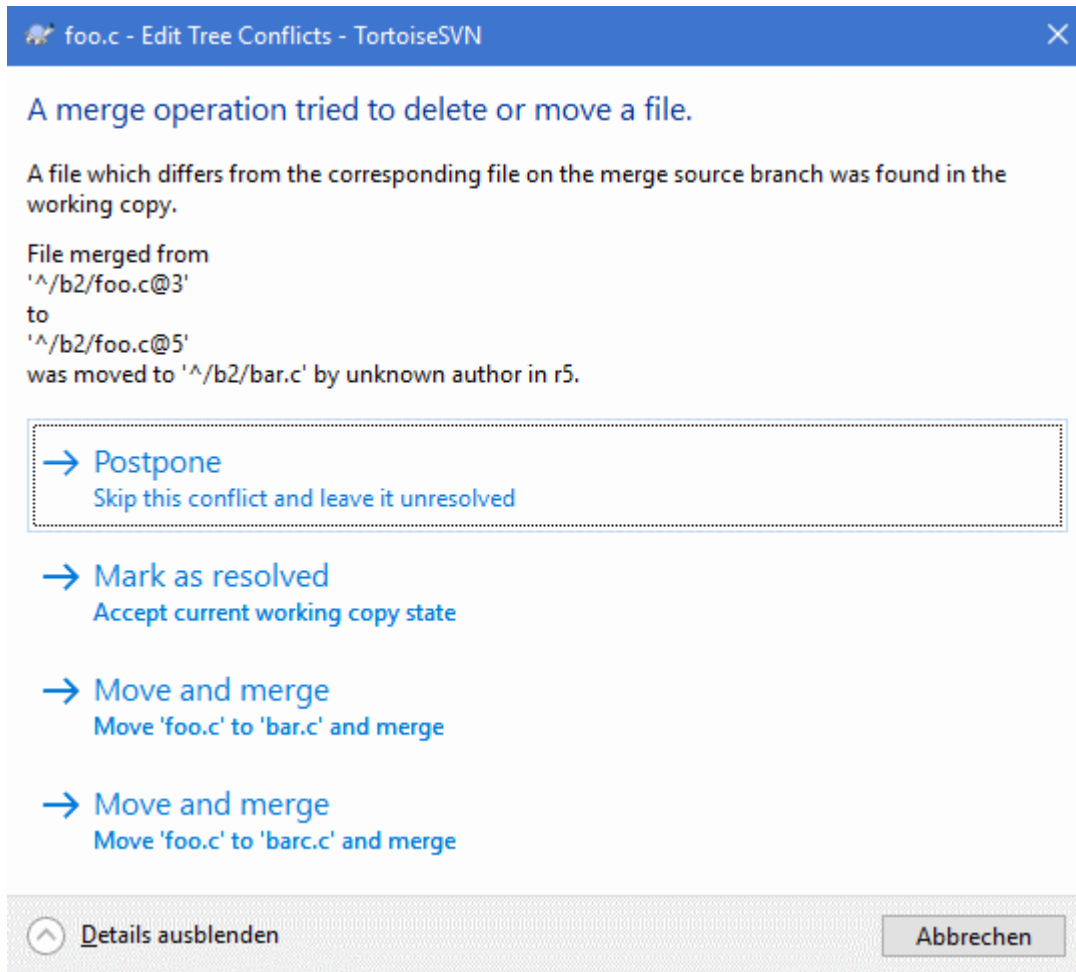 foo.c - Edit Tree Conflicts - TortoiseSVN
A merge operation tried to delete or move a file.
A file which differs from the corresponding file on the merge source branch was found in the
working copy.
File merged from
'^/b2/foo.c@3'
to
'^/b2/foo.c@5'
was moved to '^/b2/bar.c' by unknown author in r5.
Postpone
Skip this conflict and leave it unresolved
Mark as resolved
Accept current working copy state
Move and merge
Move 'foo.c' to 'bar.c' and merge
Move and merge
Move 'foo.c' to 'barc.c' and merge
Details ausblenden
Abbrechen